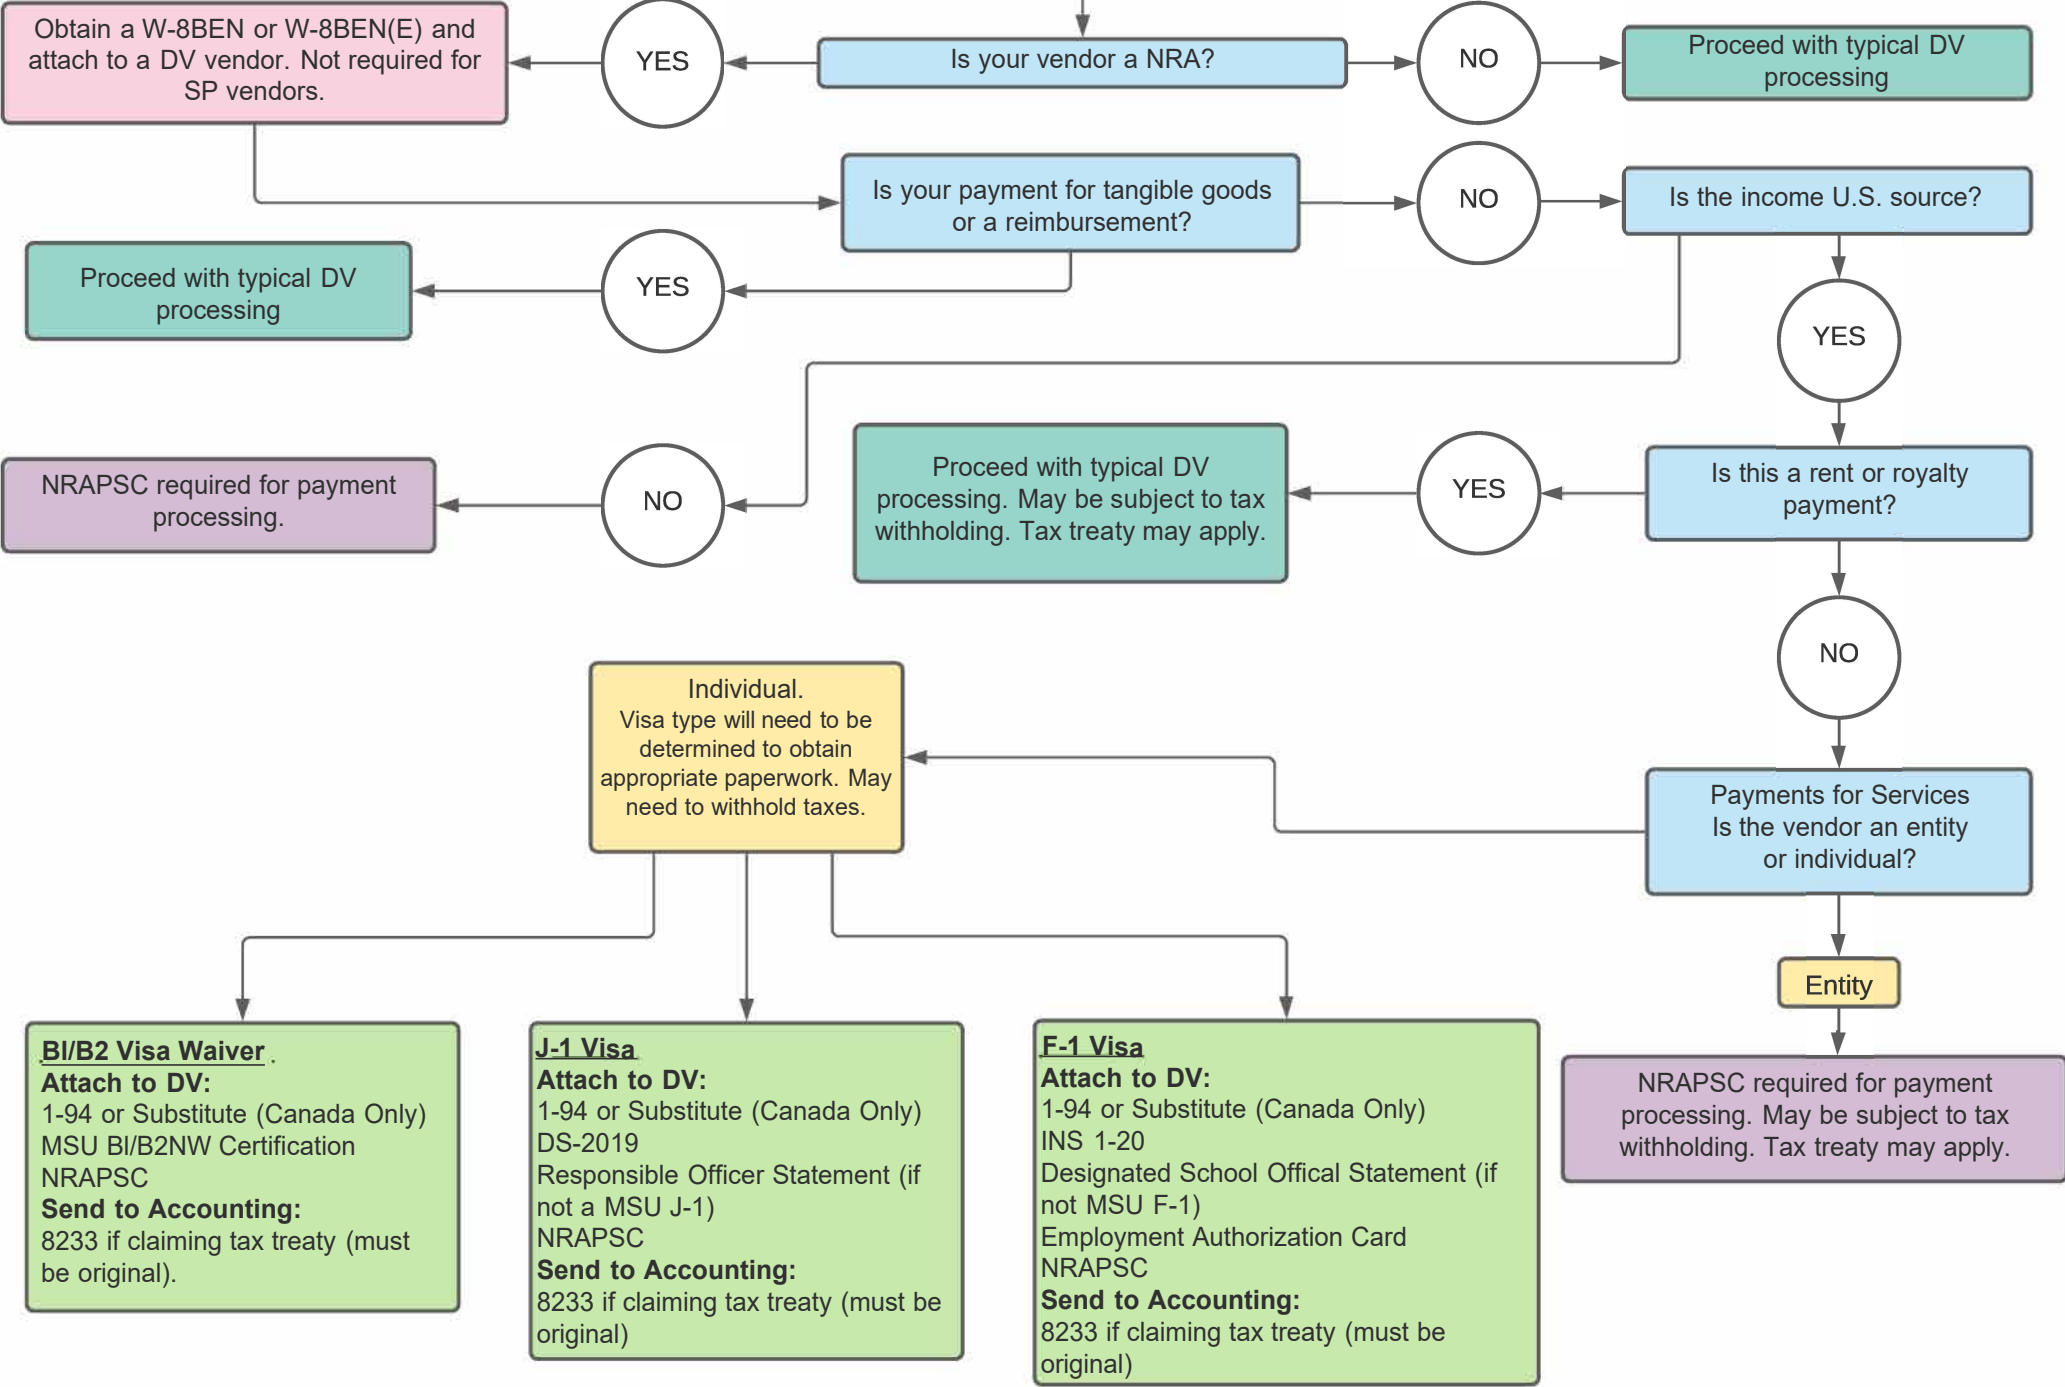 Obtain a W-8BEN or W-8BEN(E) and
attach to a DV vendor. Not required for
SP vendors.
YES
Is your vendor a NRA?
NO
Proceed with typical DV
processing
Is your payment for tangible goods
or a reimbursement?
NO
Is the income U.S. source?
Proceed with typical DV
processing
YES
YES
NRAPSC required for payment
processing.
NO
Proceed with typical DV
processing. May be subject to tax
withholding. Tax treaty may apply.
YES
Is this a rent or royalty
payment?
NO
Individual.
Visa type will need to be
determined to obtain
appropriate paperwork. May
need to withhold taxes.
Payments for Services
Is the vendor an entity
or individual?
Entity
BI/B2 Visa Waiver
Attach to DV:
1-94 or Substitute (Canada Only)
MSU BI/B2NW Certification
NRAPSC
Send to Accounting:
8233 if claiming tax treaty (must
be original).
J-1 Visa
Attach to DV:
1-94 or Substitute (Canada Only)
DS-2019
Responsible Officer Statement (if
not a MSU J-1)
NRAPSC
Send to Accounting:
8233 if claiming tax treaty (must be
original)
F-1 Visa
Attach to DV:
1-94 or Substitute (Canada Only)
INS 1-20
Designated School Offical Statement (if
not MSU F-1)
Employment Authorization Card
NRAPSC
Send to Accounting:
8233 if claiming tax treaty (must be
original)
NRAPSC required for payment
processing. May be subject to tax
withholding. Tax treaty may apply.